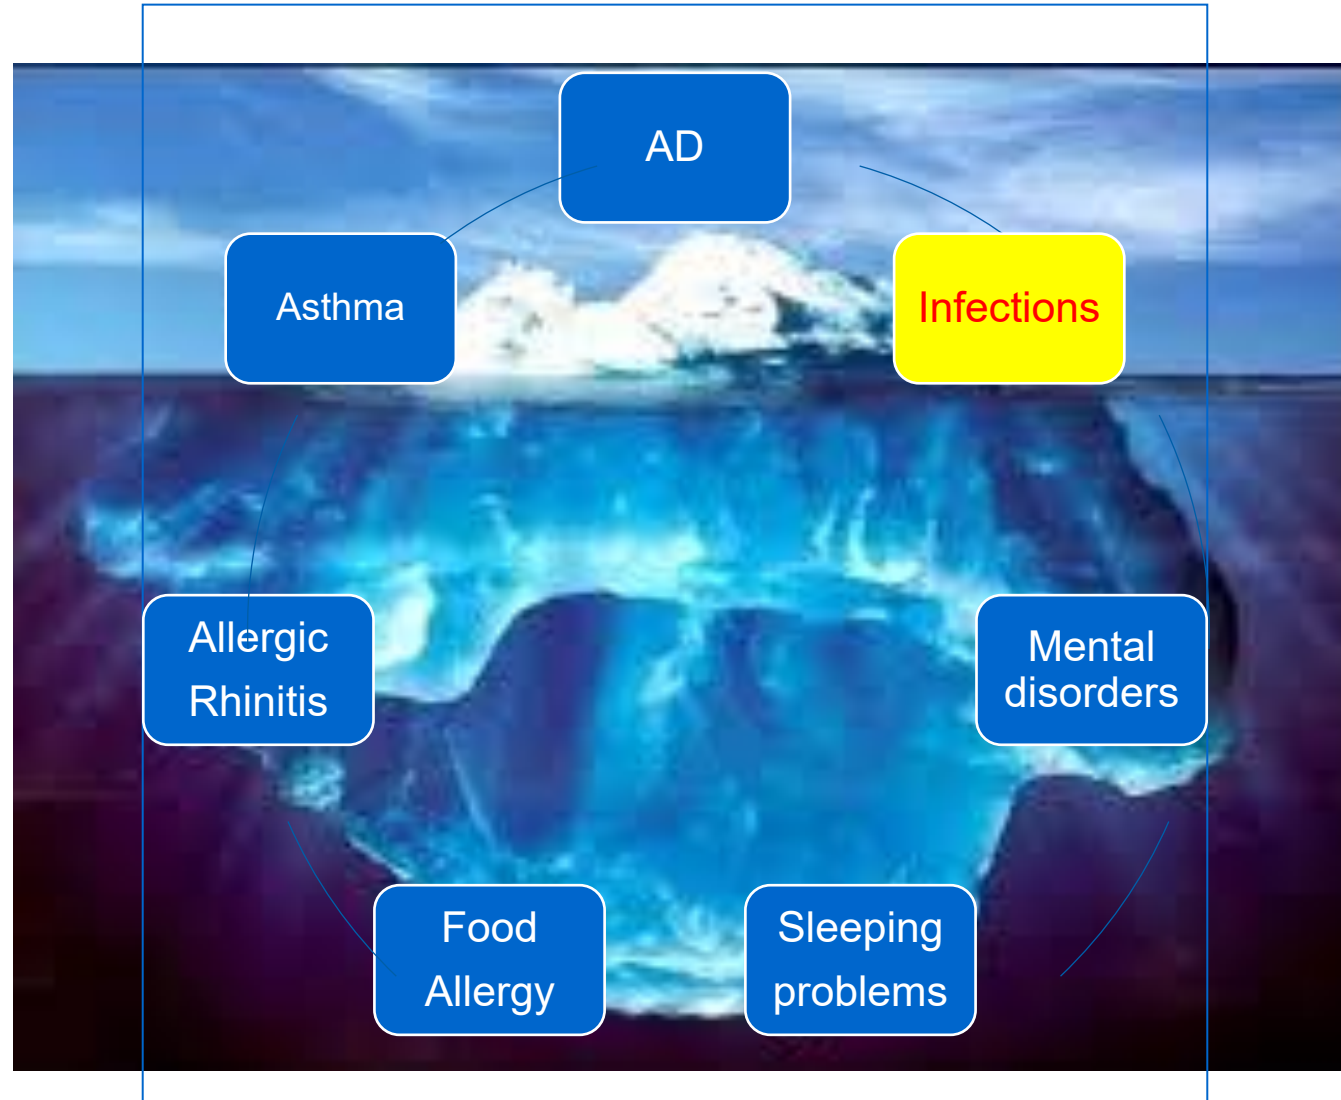 AD
Asthma
Infections
Allergic
Rhinitis
Mental
disorders
Food
Allergy
Sleeping
problems